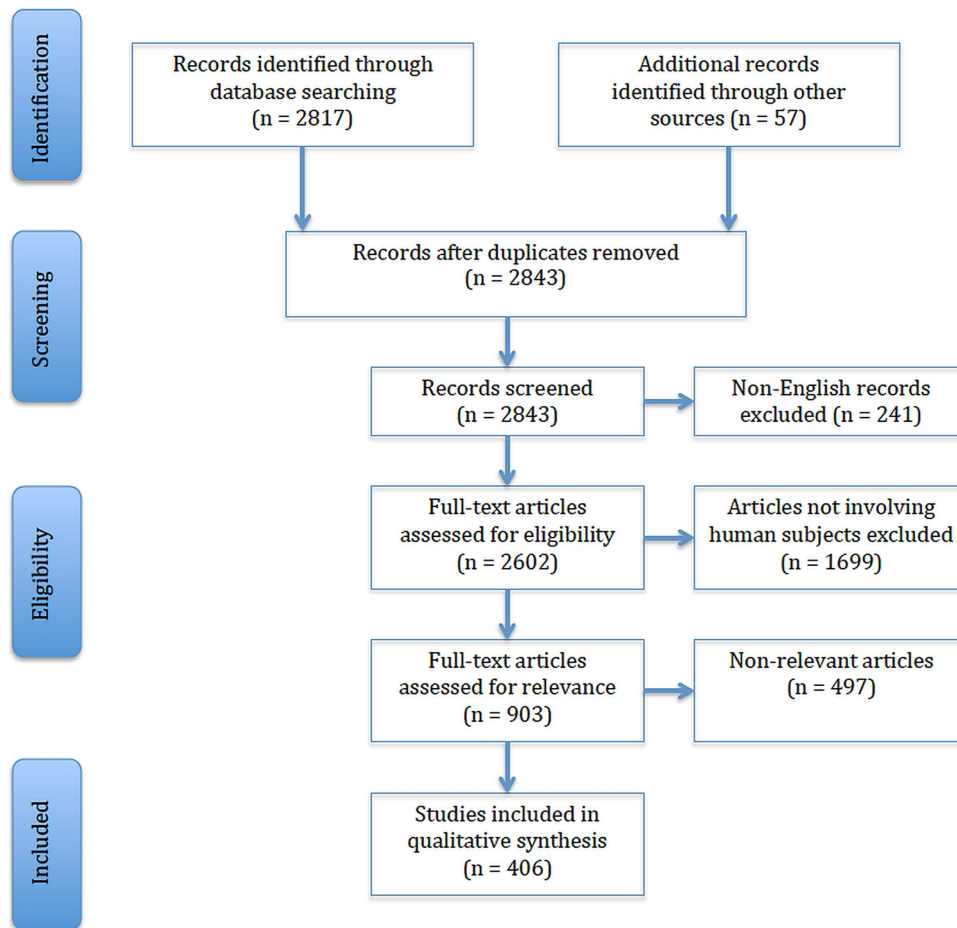 Identification
Records identified through
database searching
(n = 2817)
Additional records
identified through other
sources (n = 57)
Screening
Records after duplicates removed
(n = 2843)
Records screened
(n = 2843)
Non-English records
excluded (n = 241)
Eligibility
Full-text articles
assessed for eligibility
(n = 2602)
Articles not involving
human subjects excluded
(n = 1699)
Full-text articles
assessed for relevance
(n = 903)
Non-relevant articles
(n = 497)
Included
Studies included in
qualitative synthesis
(n = 406)